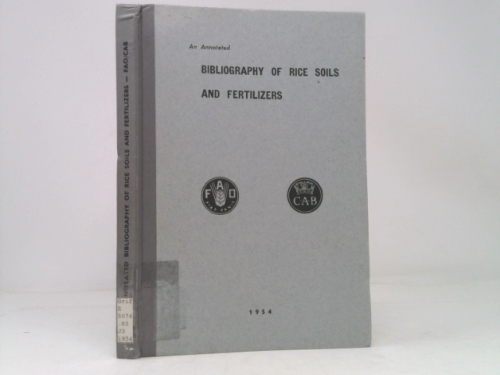 An Annotated
BIBLIOGRAPHY OF RICE SOILS
AND FERTILIZERS
FAO
CAB
1954
BIBLIOGRAPHY OF RICE SOILS AND FERTILIZERS — FAO-CAB